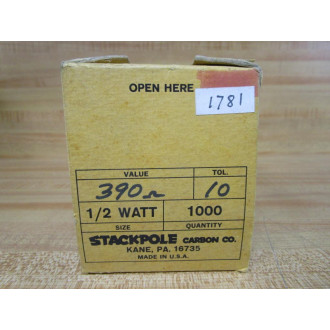 OPEN HERE
1781
VALUE TOL.
390 Ω 10
1/2 WATT 1000
SIZE QUANTITY
STACKPOLE CARBON CO.
KANE, PA. 16735
MADE IN U.S.A.